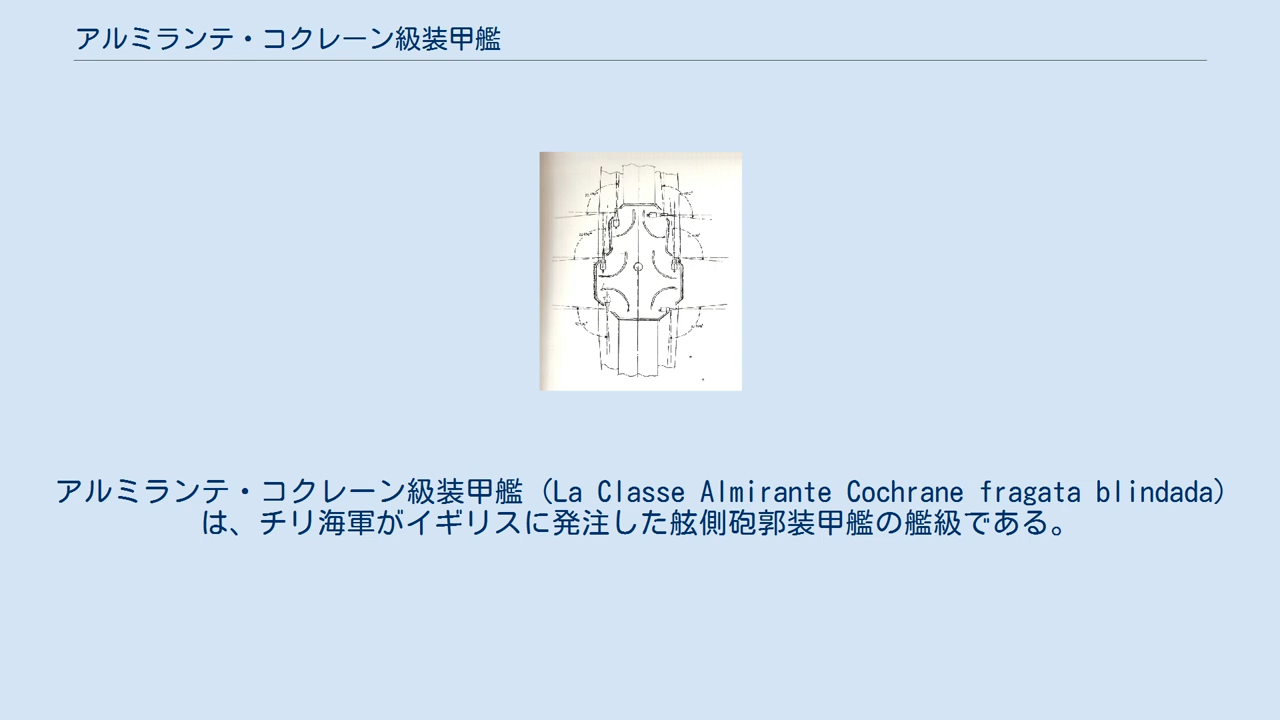 アルミランテ・コクレーン級装甲艦
アルミランテ・コクレーン級装甲艦（La Classe Almirante Cochrane fragata blindada）
は、チリ海軍がイギリスに発注した舷側砲郭装甲艦の艦級である。